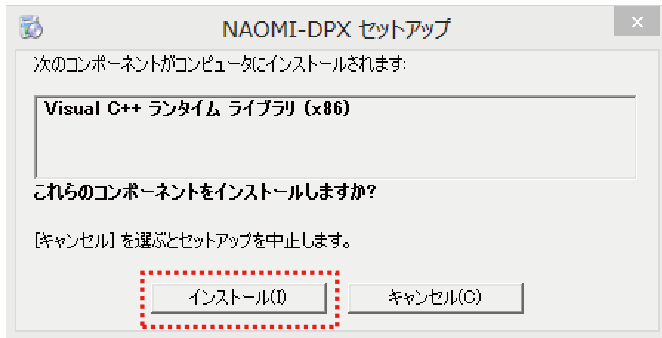 NAOMI-DPX セットアップ
次のコンポーネントがコンピュータにインストールされます:
Visual C++ ランタイム ライブラリ (x86)
これらのコンポーネントをインストールしますか?
[キャンセル] を選ぶとセットアップを中止します。
インストール(I) キャンセル(C)